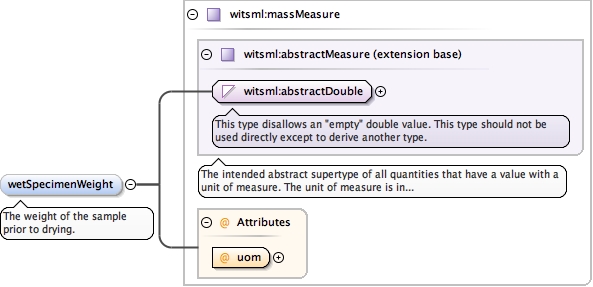 witsml:massMeasure
witsml:abstractMeasure (extension base)
witsml:abstractDouble
This type disallows an "empty" double value. This type should not be
used directly except to derive another type.
The intended abstract supertype of all quantities that have a value with a
unit of measure. The unit of measure is in...
wetSpecimenWeight
The weight of the sample
prior to drying.
@ Attributes
@ uom